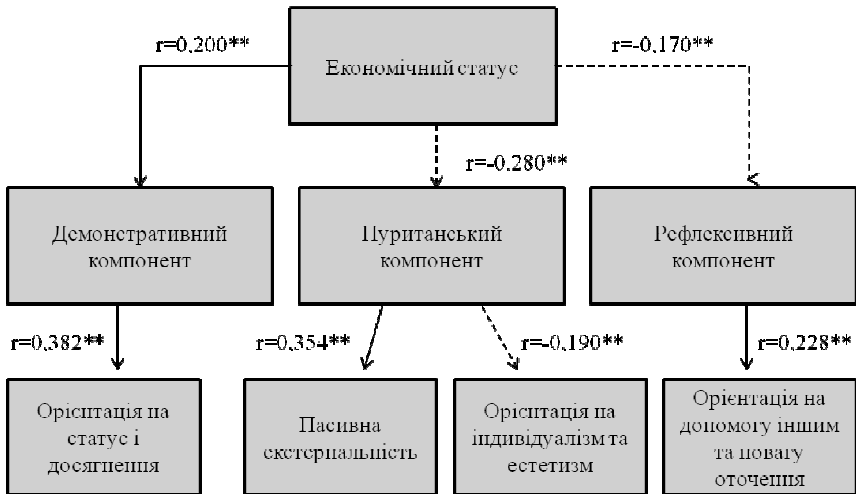 r=0,200**
Економічний статус
r=-0,170**
r=-0,280**
Демонстративний
компонент
Пуританський
компонент
Рефлексивний
компонент
r=0,382**
r=0,354**
r=-0,190**
r=0,228**
Орієнтація на
статус і
досягнення
Пасивна
екстернальність
Орієнтація на
індивідуалізм та
естетизм
Орієнтація на
допомогу іншим
та повагу
оточення